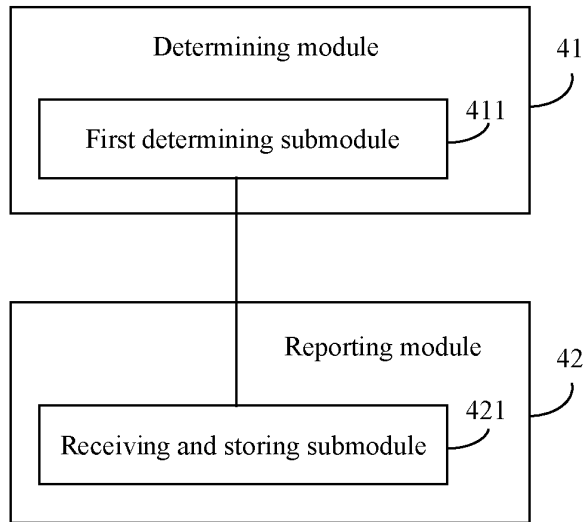 Determining module
41
411
First determining submodule
Reporting module
42
421
Receiving and storing submodule